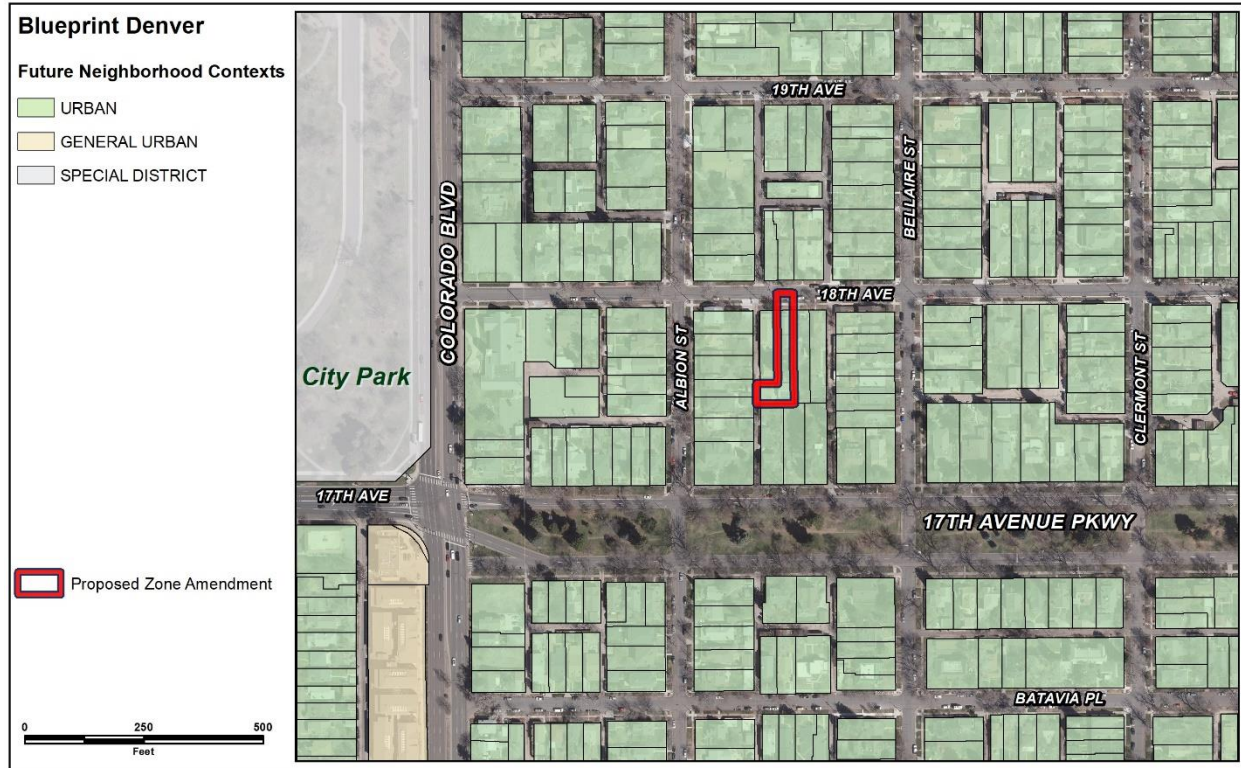 Blueprint Denver
Future Neighborhood Contexts
URBAN
GENERAL URBAN
SPECIAL DISTRICT
Proposed Zone Amendment
0 250 500
Feet
19TH AVE
BELLAIRE ST
COLORADO BLVD
18TH AVE
City Park
ALBION ST
CLERMONT ST
17TH AVE
17TH AVENUE PKWY
BATAVIA PL